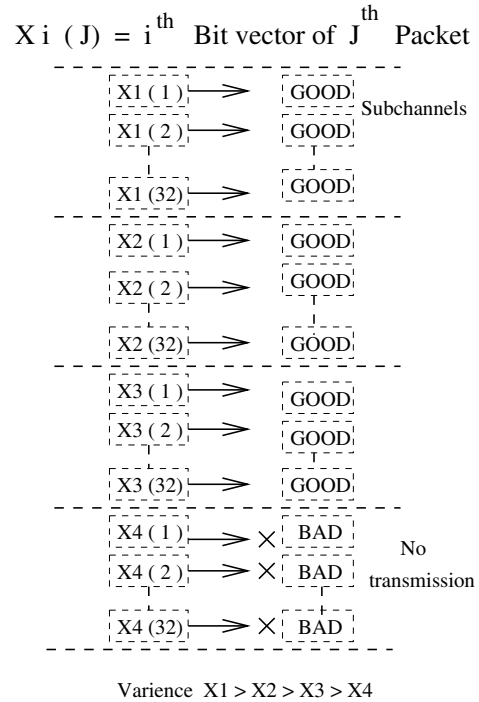 X i ( J ) = i th Bit vector of J th Packet
X1 ( 1 ) GOOD
Subchannels
X1 ( 2 ) GOOD
X1 (32) GOOD
X2 ( 1 ) GOOD
X2 ( 2 ) GOOD
X2 (32) GOOD
X3 ( 1 ) GOOD
X3 ( 2 ) GOOD
X3 (32) GOOD
X4 ( 1 ) × BAD
No
X4 ( 2 ) × BAD
transmission
X4 (32) × BAD
Varience X1 > X2 > X3 > X4